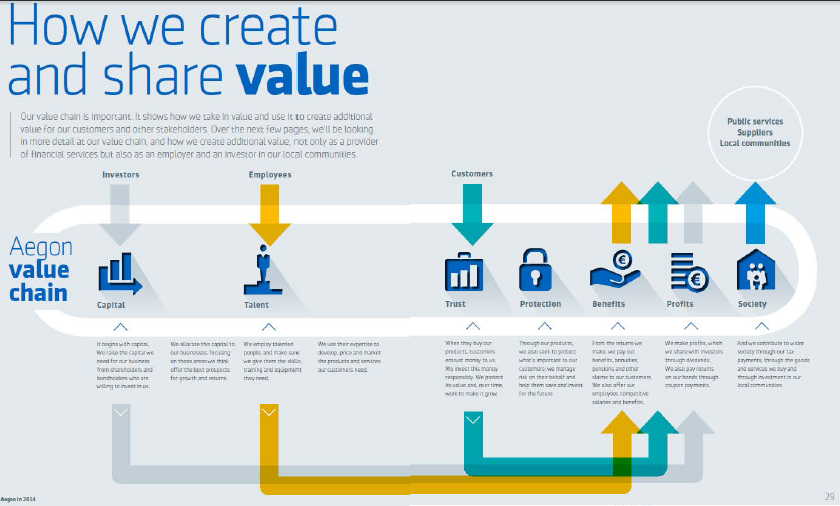 How we create
and share value
Our value chain is important. It shows how we take in value and use it to create additional
value for our customers and other stakeholders. Over the next few pages, we'll be looking
in more detail at our value chain, and how we create additional value, not only as a provider
of financial services but also as an employer and an investor in our local communities
Public services
Suppliers
Local communities
Investors
Employees
Customers
Aegon
value
chain
Capital
Talent
Trust
Protection
Benefits
Profits
Society
It begins with capital.
We raise the capital we
need for our business
from shareholders and
bondholders who are
willing to invest in us.
We allocate this capital to
our businesses, focusing
on those areas we think
offer the best prospects
for growth and returns.
We employ talented
people, and make sure
we give them the skills,
training and equipment
they need.
We use their expertise to
develop, price and market
the products and services
our customers need.
When they buy our
products, customers
entrust money to us.
We invest this money
responsibly. We protect
its value and, over time,
work to make it grow.
Through our products,
we also seek to protect
what's important to our
customers; we manage
risk on their behalf and
help them save and invest
for the future.
From the returns we
make, we pay out
benefits, annuities,
pensions and other
claims to our customers.
We also offer our
employees competitive
salaries and benefits.
We make profits, which
we share with investors
through dividends.
We also pay returns
on our bonds through
coupon payments.
And we contribute to wider
society through our tax
payments, through the goods
and services we buy and
through investment in our
local communities.
Aegon in 2014
29